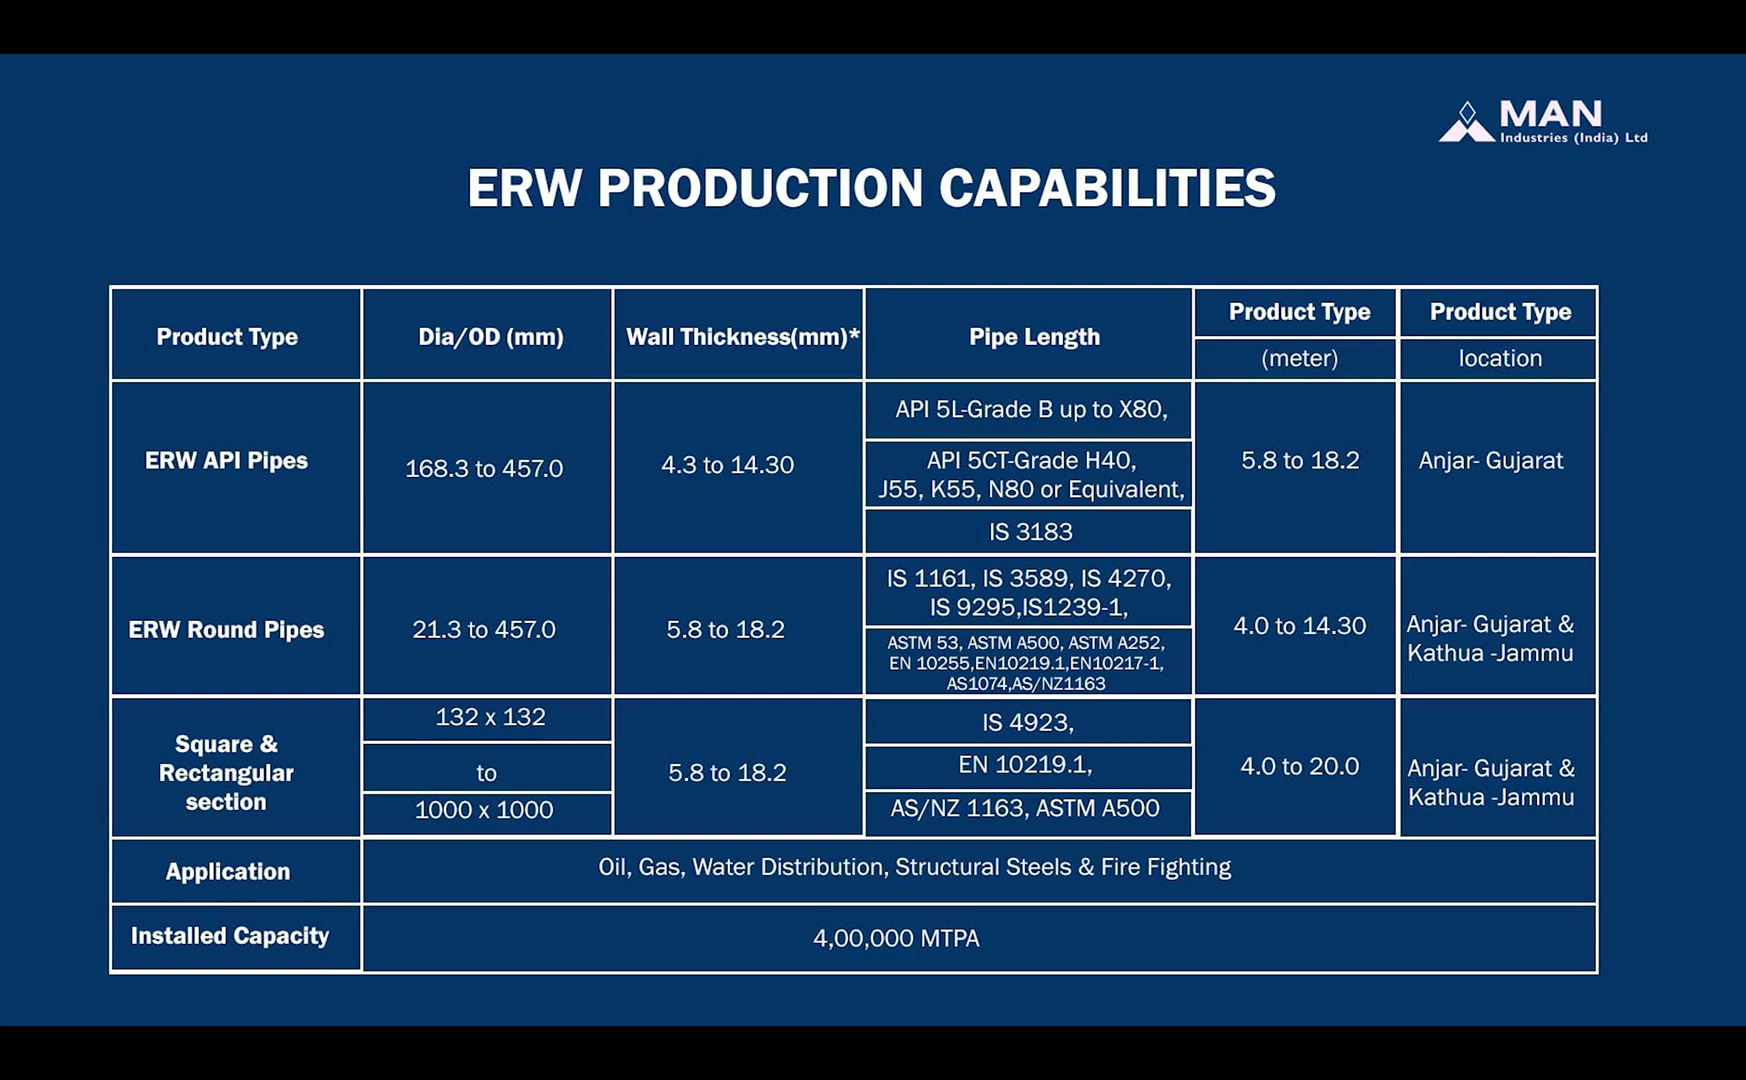 MAN
Industries (India) Ltd
ERW PRODUCTION CAPABILITIES
Product Type
Dia/OD (mm)
Wall Thickness(mm)*
Pipe Length
Product Type
(meter)
Product Type
location
ERW API Pipes
168.3 to 457.0
4.3 to 14.30
API 5L-Grade B up to X80,
API 5CT-Grade H40,
J55, K55, N80 or Equivalent,
IS 3183
5.8 to 18.2
Anjar- Gujarat
ERW Round Pipes
21.3 to 457.0
5.8 to 18.2
IS 1161, IS 3589, IS 4270,
IS 9295,IS1239-1,
ASTM 53, ASTM A500, ASTM A252,
EN 10255,EN10219.1,EN10217-1,
AS1074,AS/NZ1163
4.0 to 14.30
Anjar- Gujarat &
Kathua -Jammu
Square &
Rectangular
section
132 x 132
to
1000 x 1000
5.8 to 18.2
IS 4923,
EN 10219.1,
AS/NZ 1163, ASTM A500
4.0 to 20.0
Anjar- Gujarat &
Kathua -Jammu
Application
Oil, Gas, Water Distribution, Structural Steels & Fire Fighting
Installed Capacity
4,00,000 MTPA